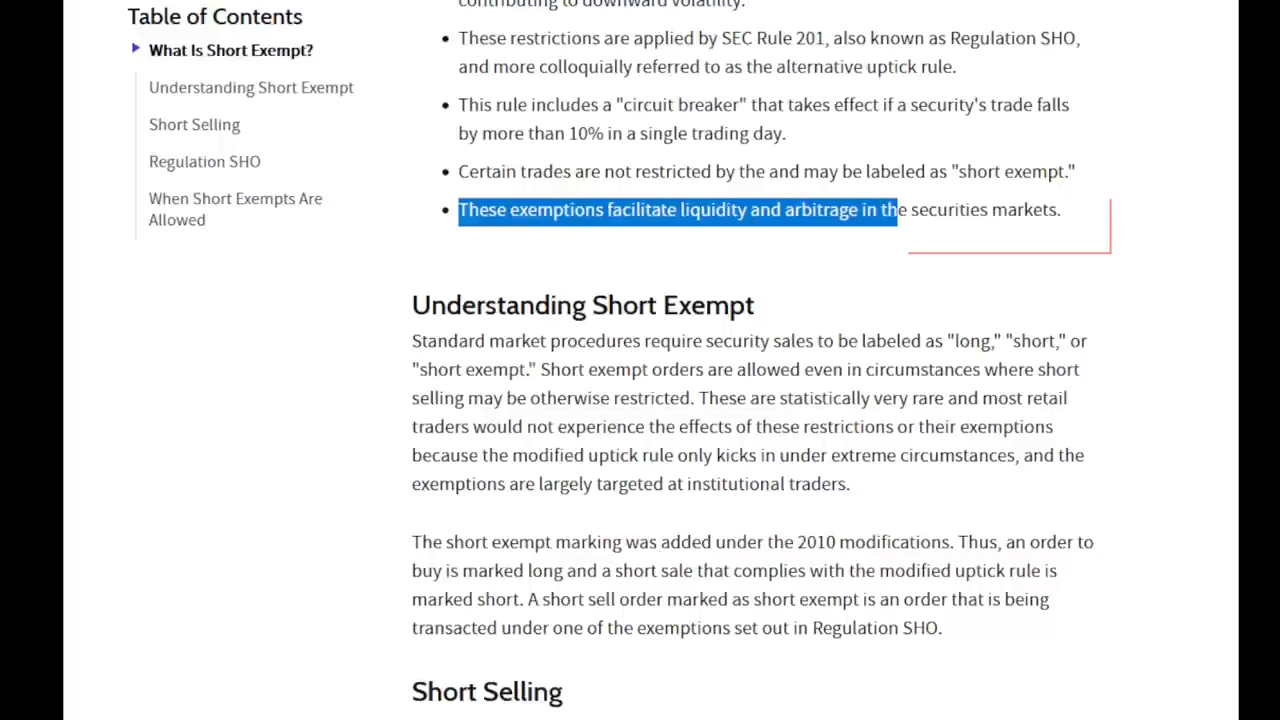 Table of Contents
What Is Short Exempt?
Understanding Short Exempt
Short Selling
Regulation SHO
When Short Exempts Are
Allowed
contributing to downward volatility.
These restrictions are applied by SEC Rule 201, also known as Regulation SHO,
and more colloquially referred to as the alternative uptick rule.
This rule includes a "circuit breaker" that takes effect if a security's trade falls
by more than 10% in a single trading day.
Certain trades are not restricted by the and may be labeled as "short exempt."
These exemptions facilitate liquidity and arbitrage in the securities markets.
Understanding Short Exempt
Standard market procedures require security sales to be labeled as "long," "short," or
"short exempt." Short exempt orders are allowed even in circumstances where short
selling may be otherwise restricted. These are statistically very rare and most retail
traders would not experience the effects of these restrictions or their exemptions
because the modified uptick rule only kicks in under extreme circumstances, and the
exemptions are largely targeted at institutional traders.
The short exempt marking was added under the 2010 modifications. Thus, an order to
buy is marked long and a short sale that complies with the modified uptick rule is
marked short. A short sell order marked as short exempt is an order that is being
transacted under one of the exemptions set out in Regulation SHO.
Short Selling